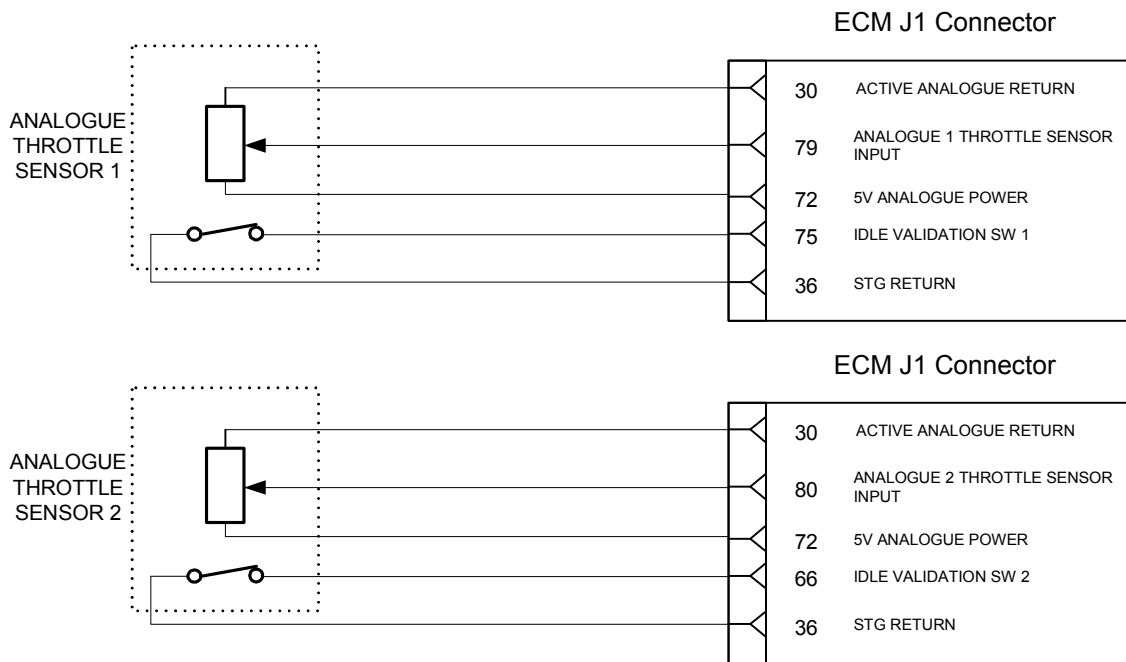 ECM J1 Connector
ANALOGUE
THROTTLE
SENSOR 1
30 ACTIVE ANALOGUE RETURN
79 ANALOGUE 1 THROTTLE SENSOR
INPUT
72 5V ANALOGUE POWER
75 IDLE VALIDATION SW 1
36 STG RETURN
ECM J1 Connector
ANALOGUE
THROTTLE
SENSOR 2
30 ACTIVE ANALOGUE RETURN
80 ANALOGUE 2 THROTTLE SENSOR
INPUT
72 5V ANALOGUE POWER
66 IDLE VALIDATION SW 2
36 STG RETURN